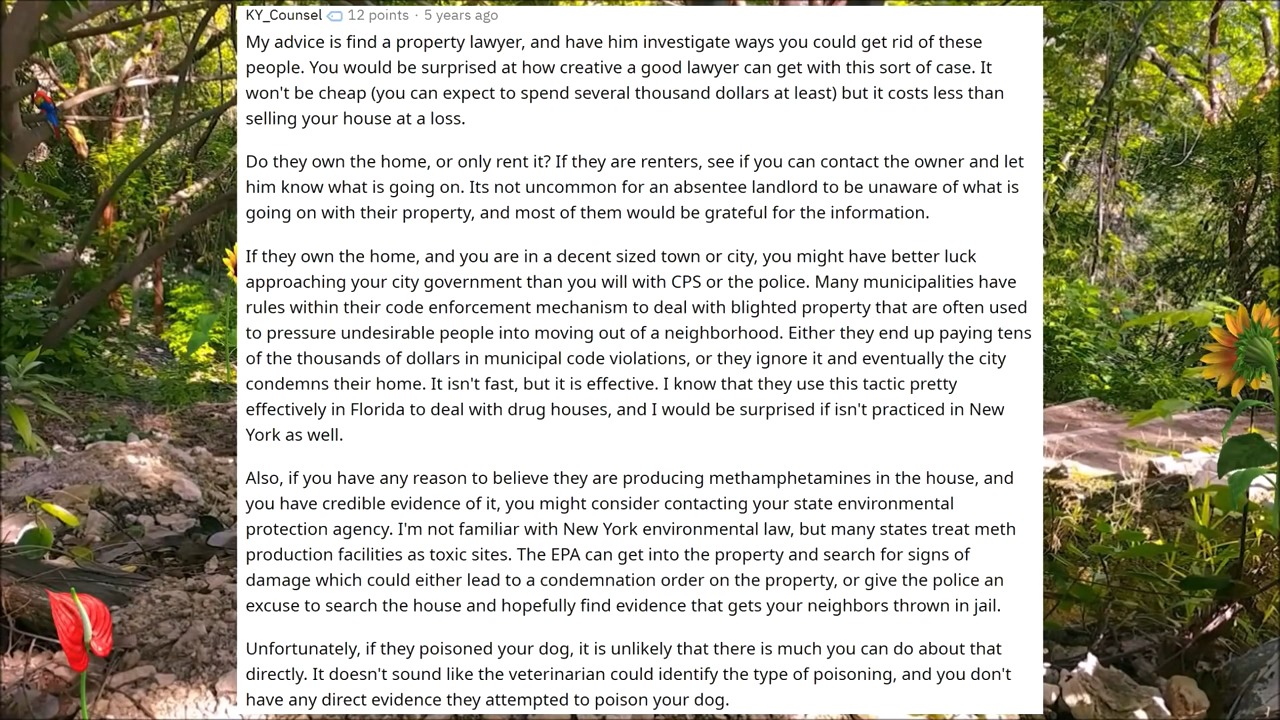 KY_Counsel 12 points · 5 years ago
My advice is find a property lawyer, and have him investigate ways you could get rid of these
people. You would be surprised at how creative a good lawyer can get with this sort of case. It
won't be cheap (you can expect to spend several thousand dollars at least) but it costs less than
selling your house at a loss.
Do they own the home, or only rent it? If they are renters, see if you can contact the owner and let
him know what is going on. Its not uncommon for an absentee landlord to be unaware of what is
going on with their property, and most of them would be grateful for the information.
If they own the home, and you are in a decent sized town or city, you might have better luck
approaching your city government than you will with CPS or the police. Many municipalities have
rules within their code enforcement mechanism to deal with blighted property that are often used
to pressure undesirable people into moving out of a neighborhood. Either they end up paying tens
of the thousands of dollars in municipal code violations, or they ignore it and eventually the city
condemns their home. It isn't fast, but it is effective. I know that they use this tactic pretty
effectively in Florida to deal with drug houses, and I would be surprised if isn't practiced in New
York as well.
Also, if you have any reason to believe they are producing methamphetamines in the house, and
you have credible evidence of it, you might consider contacting your state environmental
protection agency. I'm not familiar with New York environmental law, but many states treat meth
production facilities as toxic sites. The EPA can get into the property and search for signs of
damage which could either lead to a condemnation order on the property, or give the police an
excuse to search the house and hopefully find evidence that gets your neighbors thrown in jail.
Unfortunately, if they poisoned your dog, it is unlikely that there is much you can do about that
directly. It doesn't sound like the veterinarian could identify the type of poisoning, and you don't
have any direct evidence they attempted to poison your dog.